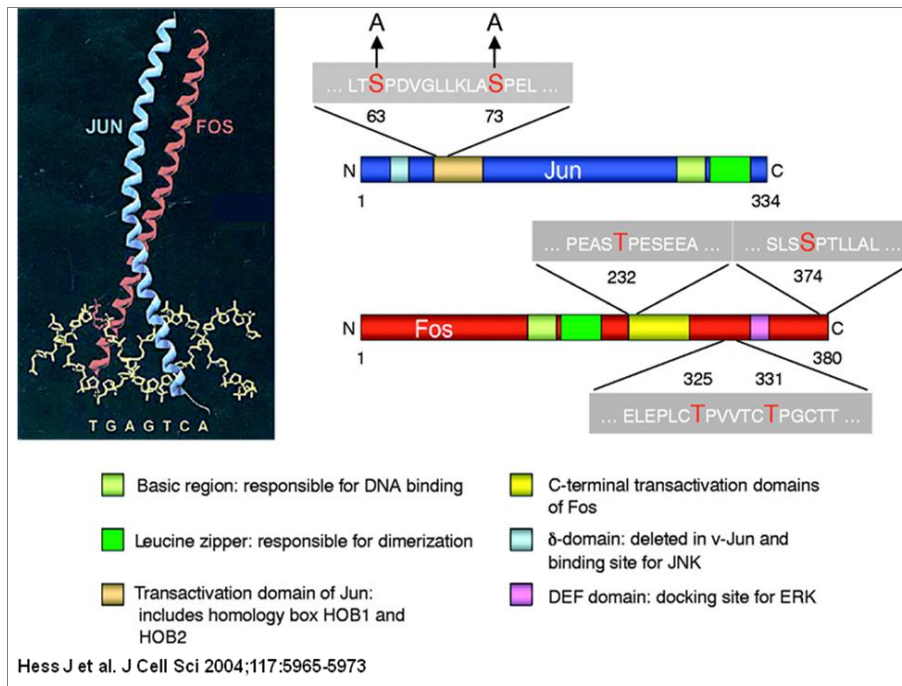 A A
... LTSPDVGLLKLASPEL ...
63 73
JUN FOS
N Jun C
1 334
... PEASTPESEEA ... ... SLSSPTLLAL ...
232 374
N Fos C
1 380
325 331
... ELEPLCTPVVTCTPGCTT ...
TGAGTCA
Basic region: responsible for DNA binding
Leucine zipper: responsible for dimerization
Transactivation domain of Jun:
includes homology box HOB1 and
HOB2
C-terminal transactivation domains
of Fos
δ-domain: deleted in v-Jun and
binding site for JNK
DEF domain: docking site for ERK
Hess J et al. J Cell Sci 2004;117:5965-5973